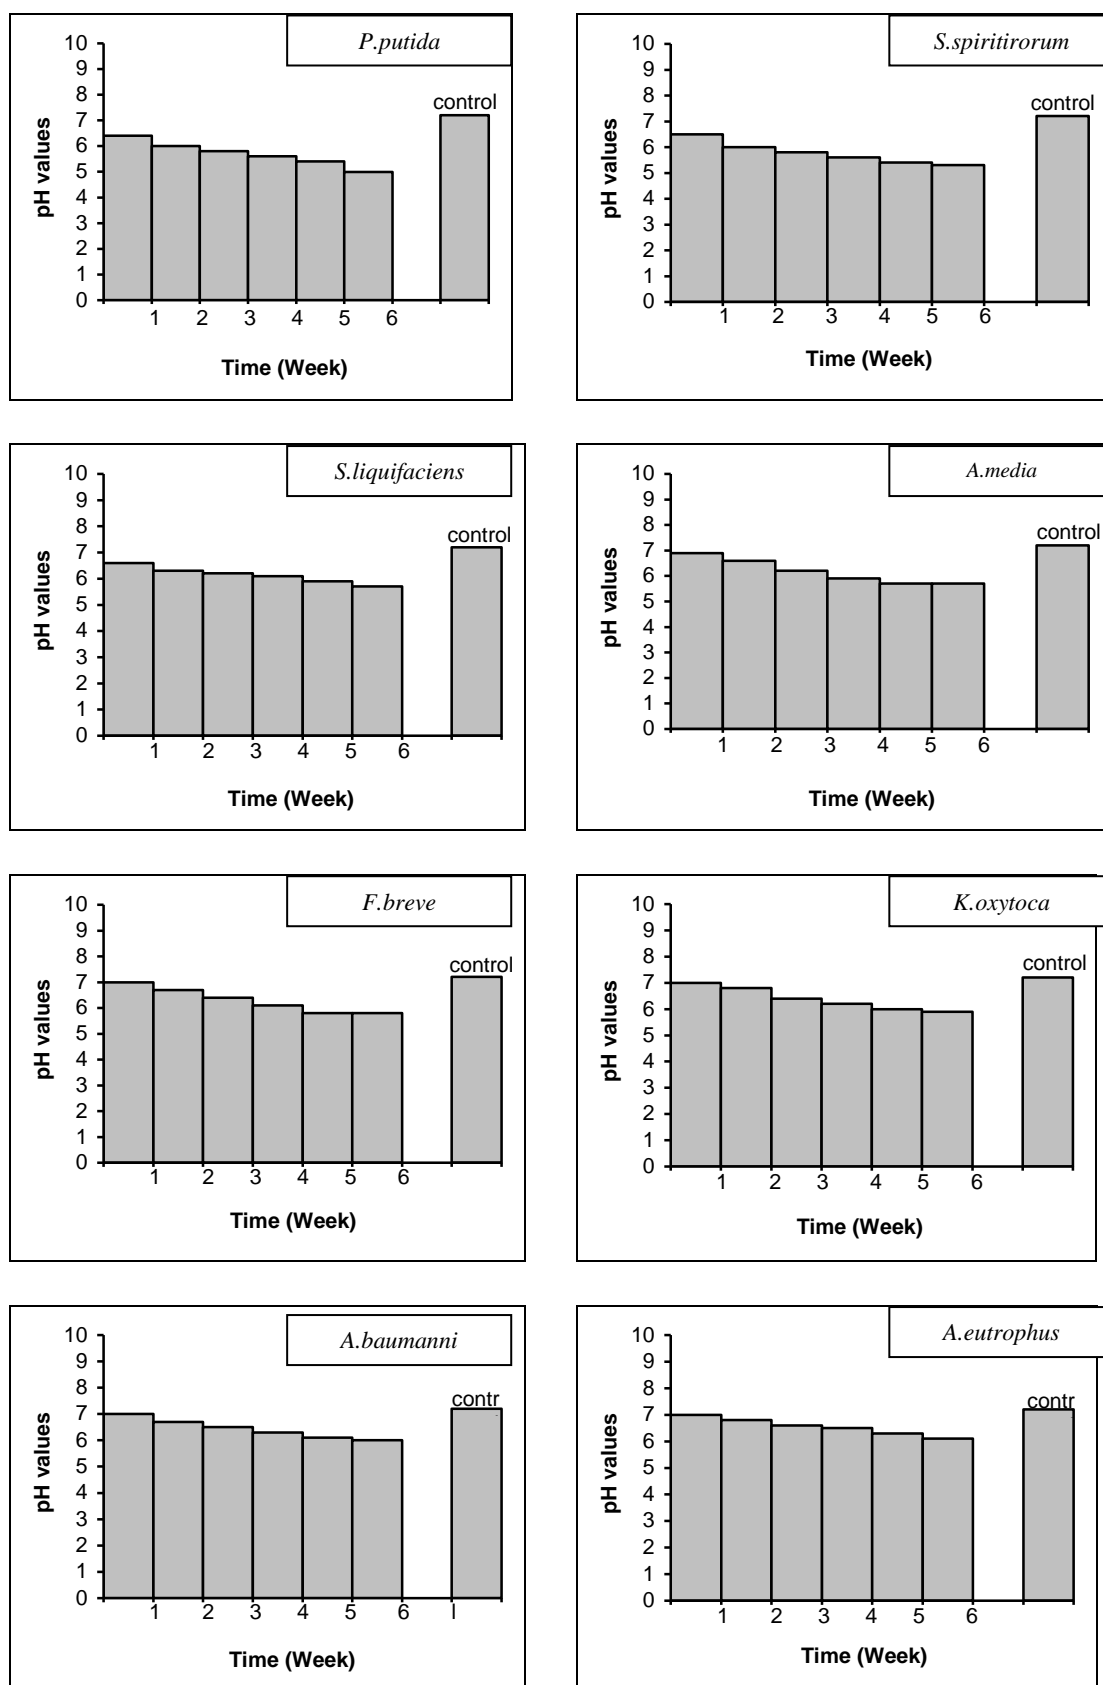 P.putida
10
9
8
7
6
5
4
3
2
1
0
pH values
control
1 2 3 4 5 6
Time (Week)
S.spiritirorum
10
9
8
7
6
5
4
3
2
1
0
pH values
control
1 2 3 4 5 6
Time (Week)
S.liquifaciens
10
9
8
7
6
5
4
3
2
1
0
pH values
control
1 2 3 4 5 6
Time (Week)
A.media
10
9
8
7
6
5
4
3
2
1
0
pH values
control
1 2 3 4 5 6
Time (Week)
F.breve
10
9
8
7
6
5
4
3
2
1
0
pH values
control
1 2 3 4 5 6
Time (Week)
K.oxytoca
10
9
8
7
6
5
4
3
2
1
0
pH values
control
1 2 3 4 5 6
Time (Week)
A.baumanni
10
9
8
7
6
5
4
3
2
1
0
pH values
contr
1 2 3 4 5 6 l
Time (Week)
A.eutrophus
10
9
8
7
6
5
4
3
2
1
0
pH values
contr
1 2 3 4 5 6
Time (Week)